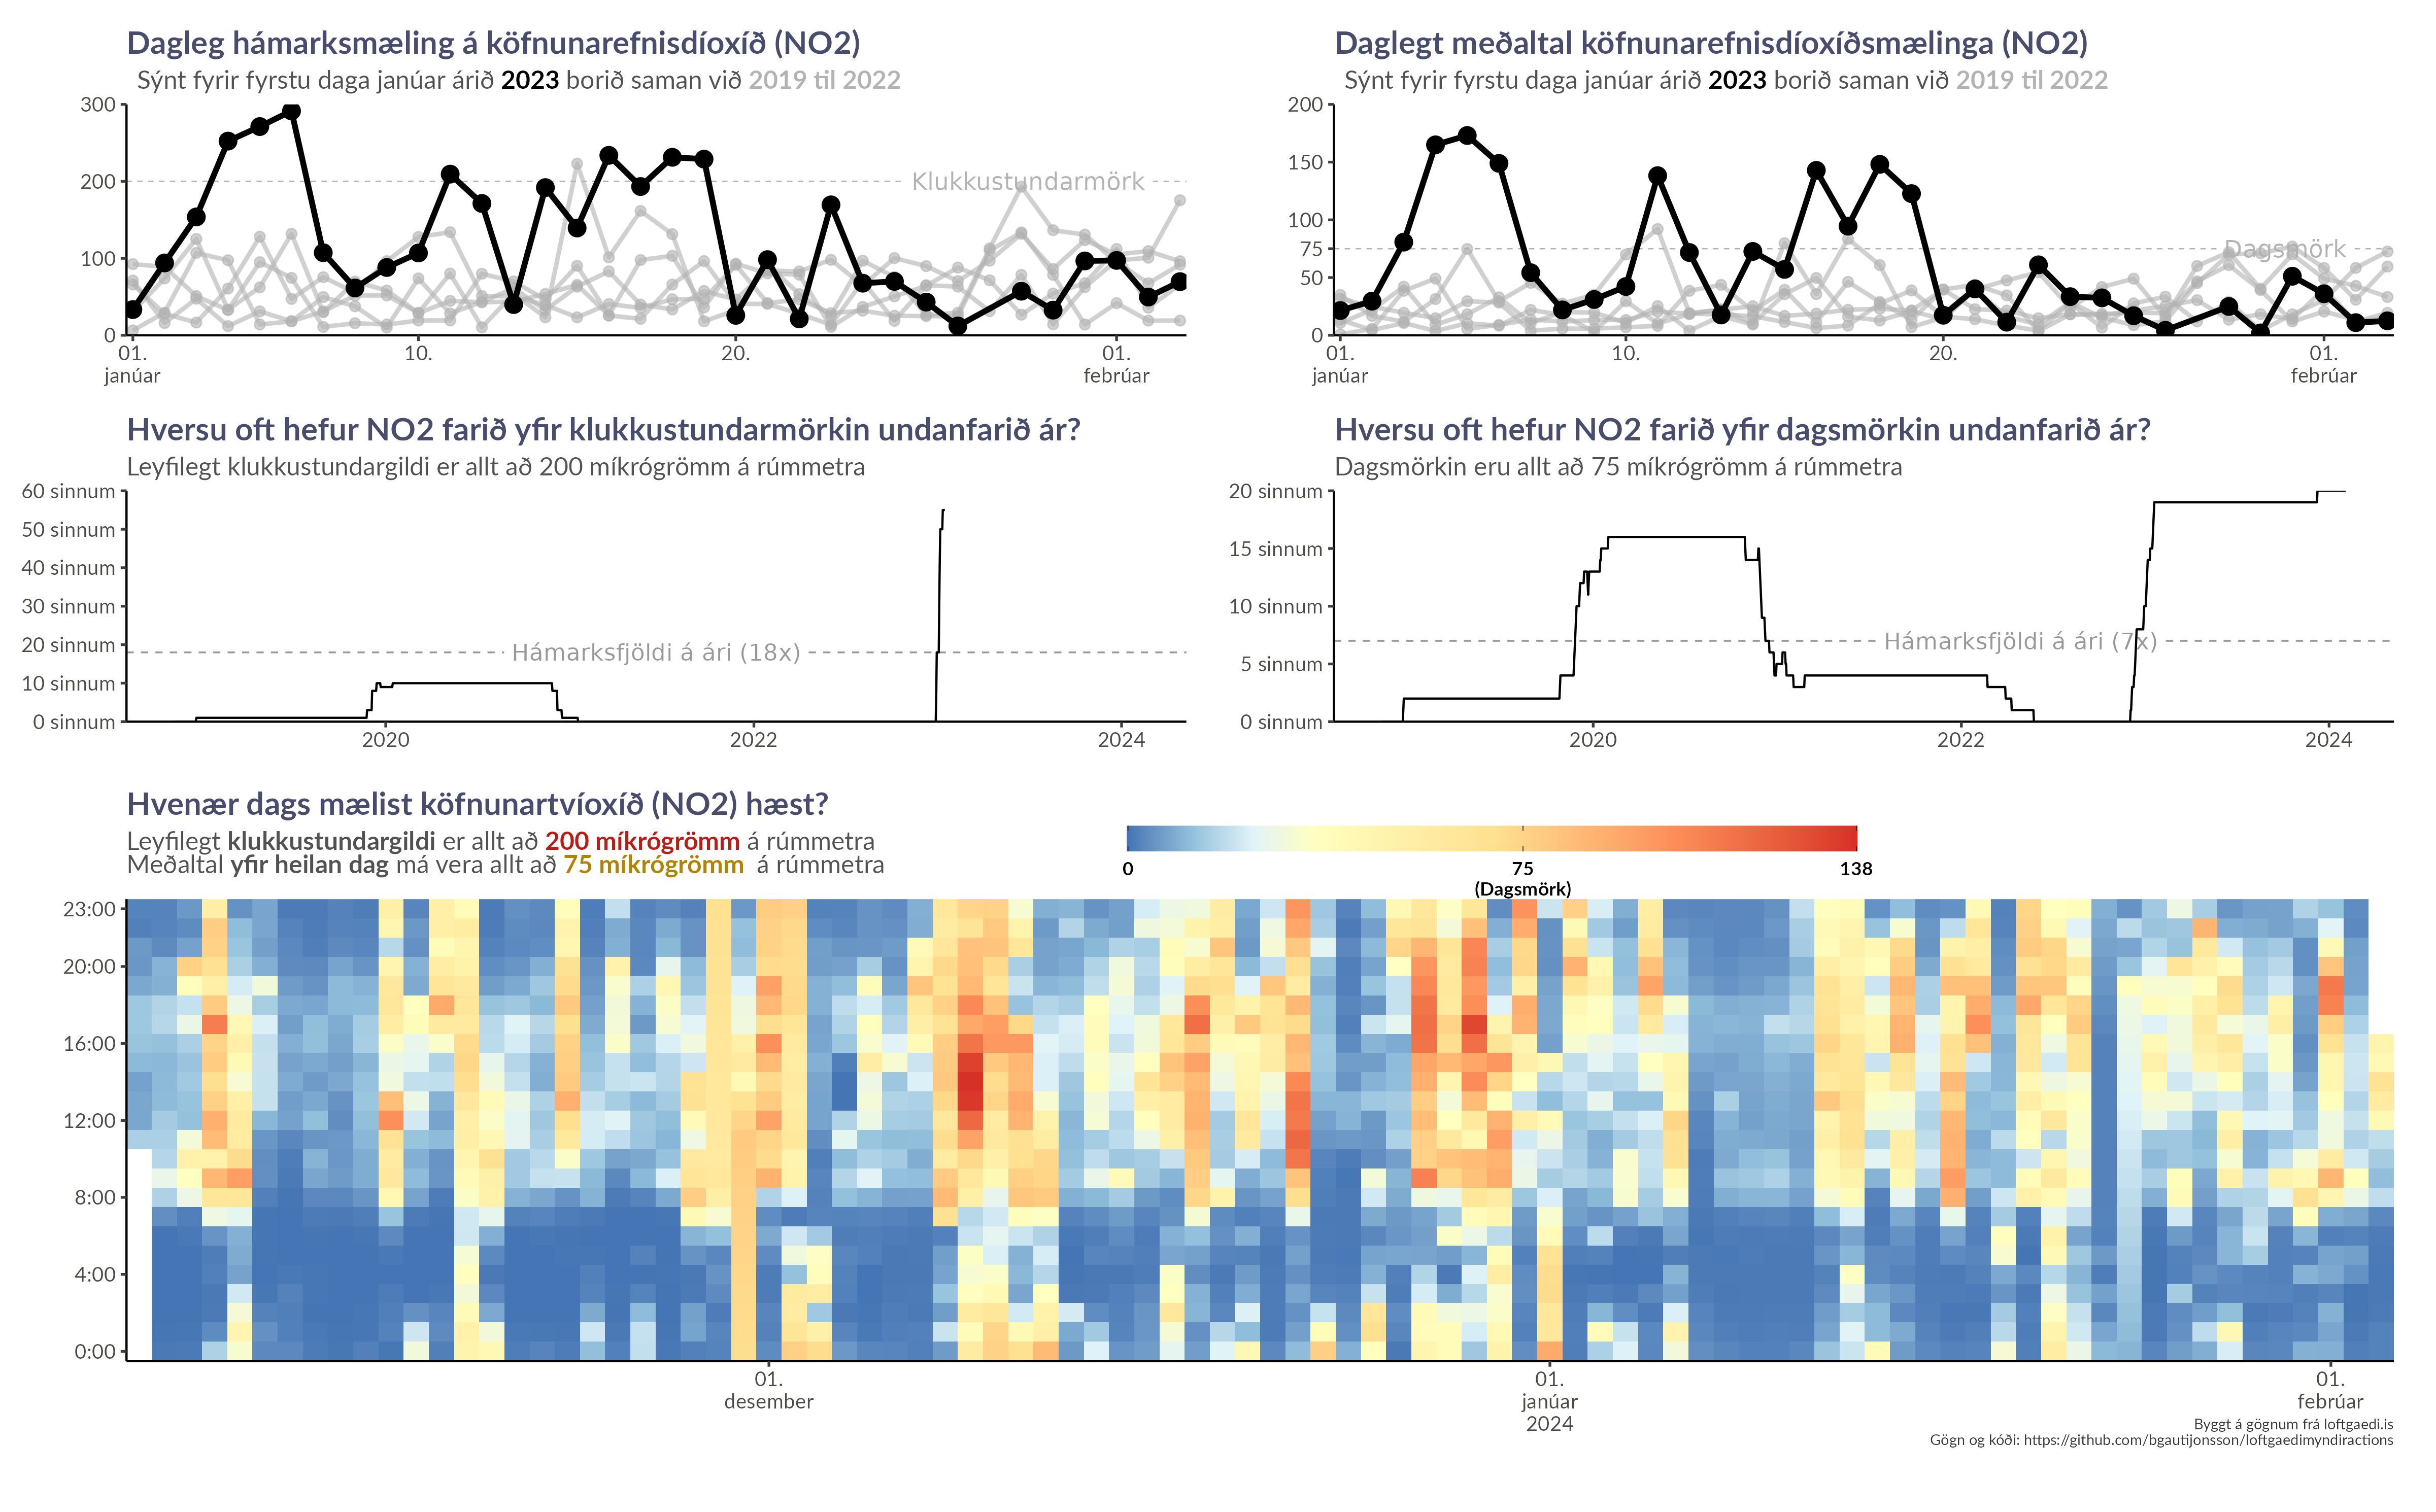 Dagleg hámarksmæling á köfnunarefnisdíoxíð (NO2)
Sýnt fyrir fyrstu daga janúar árið 2023 borið saman við 2019 til 2022
300
200
100
0
Klukkustundarmörk
01.
janúar
10.
20.
01.
febrúar
Daglegt meðaltal köfnunarefnisdíoxíðsmælinga (NO2)
Sýnt fyrir fyrstu daga janúar árið 2023 borið saman við 2019 til 2022
200
150
100
75
50
0
Dagsmörk
01.
janúar
10.
20.
01.
febrúar
Hversu oft hefur NO2 farið yfir klukkustundarmörkin undanfarið ár?
Leyfilegt klukkustundargildi er allt að 200 míkrógrömm á rúmmetra
60 sinnum
50 sinnum
40 sinnum
30 sinnum
20 sinnum
10 sinnum
0 sinnum
Hámarksfjöldi á ári (18x)
2020
2022
2024
Hversu oft hefur NO2 farið yfir dagsmörkin undanfarið ár?
Dagsmörkin eru allt að 75 míkrógrömm á rúmmetra
20 sinnum
15 sinnum
10 sinnum
5 sinnum
0 sinnum
Hámarksfjöldi á ári (7x)
2020
2022
2024
Hvenær dags mælist köfnunartvíoxíð (NO2) hæst?
Leyfilegt klukkustundargildi er allt að 200 míkrógrömm á rúmmetra
Meðaltal yfir heilan dag má vera allt að 75 míkrógrömm á rúmmetra
0
75
(Dagsmörk)
138
23:00
20:00
16:00
12:00
8:00
4:00
0:00
01.
desember
01.
janúar
2024
01.
febrúar
Byggt á gögnum frá loftgaedi.is
Gögn og kóði: https://github.com/bgautijonsson/loftgaedimyndiractions